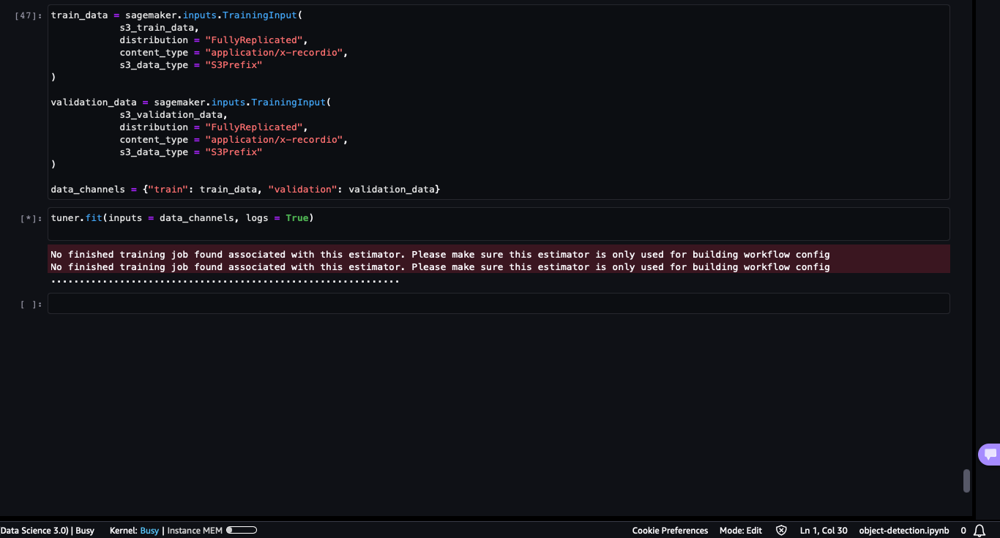 [47]: train_data = sagemaker.inputs.TrainingInput(
s3_train_data,
distribution = "FullyReplicated",
content_type = "application/x-recordio",
s3_data_type = "S3Prefix"
)
validation_data = sagemaker.inputs.TrainingInput(
s3_validation_data,
distribution = "FullyReplicated",
content_type = "application/x-recordio",
s3_data_type = "S3Prefix"
)
data_channels = {"train": train_data, "validation": validation_data}
[*]: tuner.fit(inputs = data_channels, logs = True)
No finished training job found associated with this estimator. Please make sure this estimator is only used for building workflow config
No finished training job found associated with this estimator. Please make sure this estimator is only used for building workflow config
.............................................................
[ ]:
Data Science 3.0) | Busy Kernel: Busy | Instance MEM Cookie Preferences Mode: Edit Ln 1, Col 30 object-detection.ipynb 0